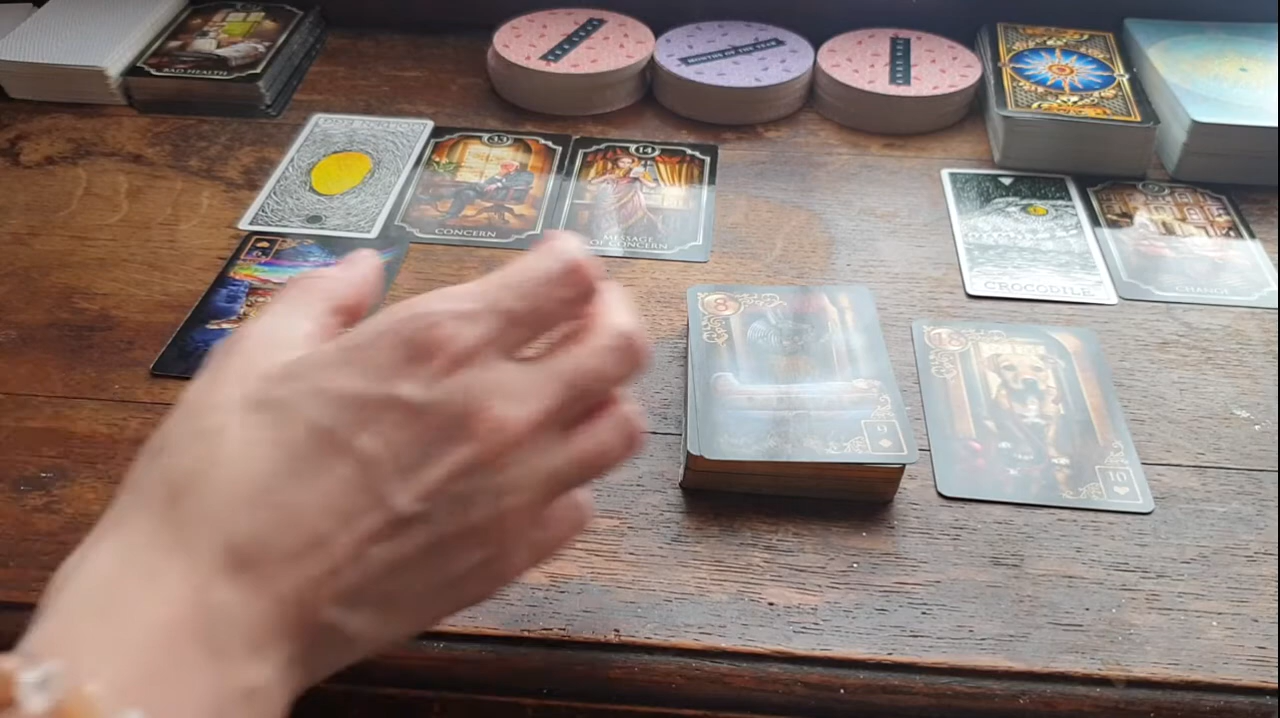 BAD HEALTH
MONTHS OF THE YEAR
33
CONCERN
14
MESSAGE
OF CONCERN
CROCODILE
CHANGE
8
9
18
10